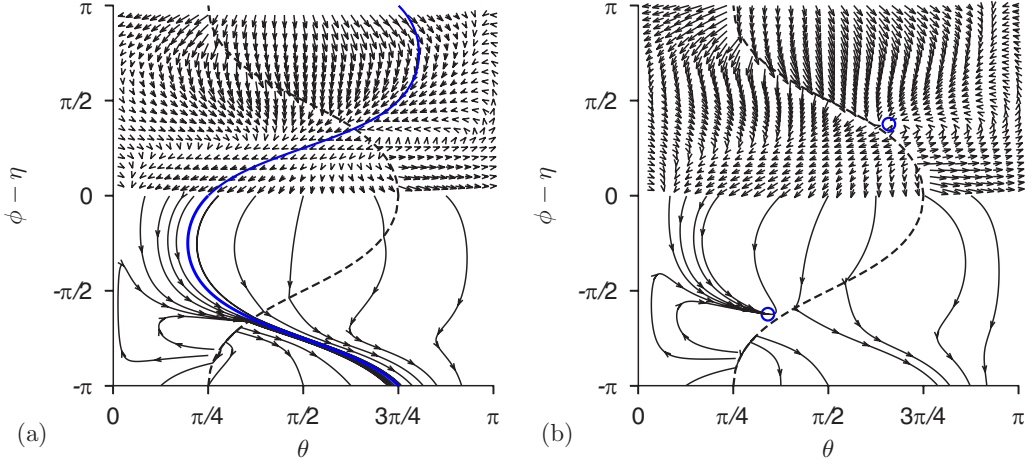 π π
π/2 π/2
ϕ − η ϕ − η
0 0
-π/2 -π/2
-π -π
0 π/4 π/2 3π/4 π 0 π/4 π/2 3π/4 π
(a) θ (b) θ